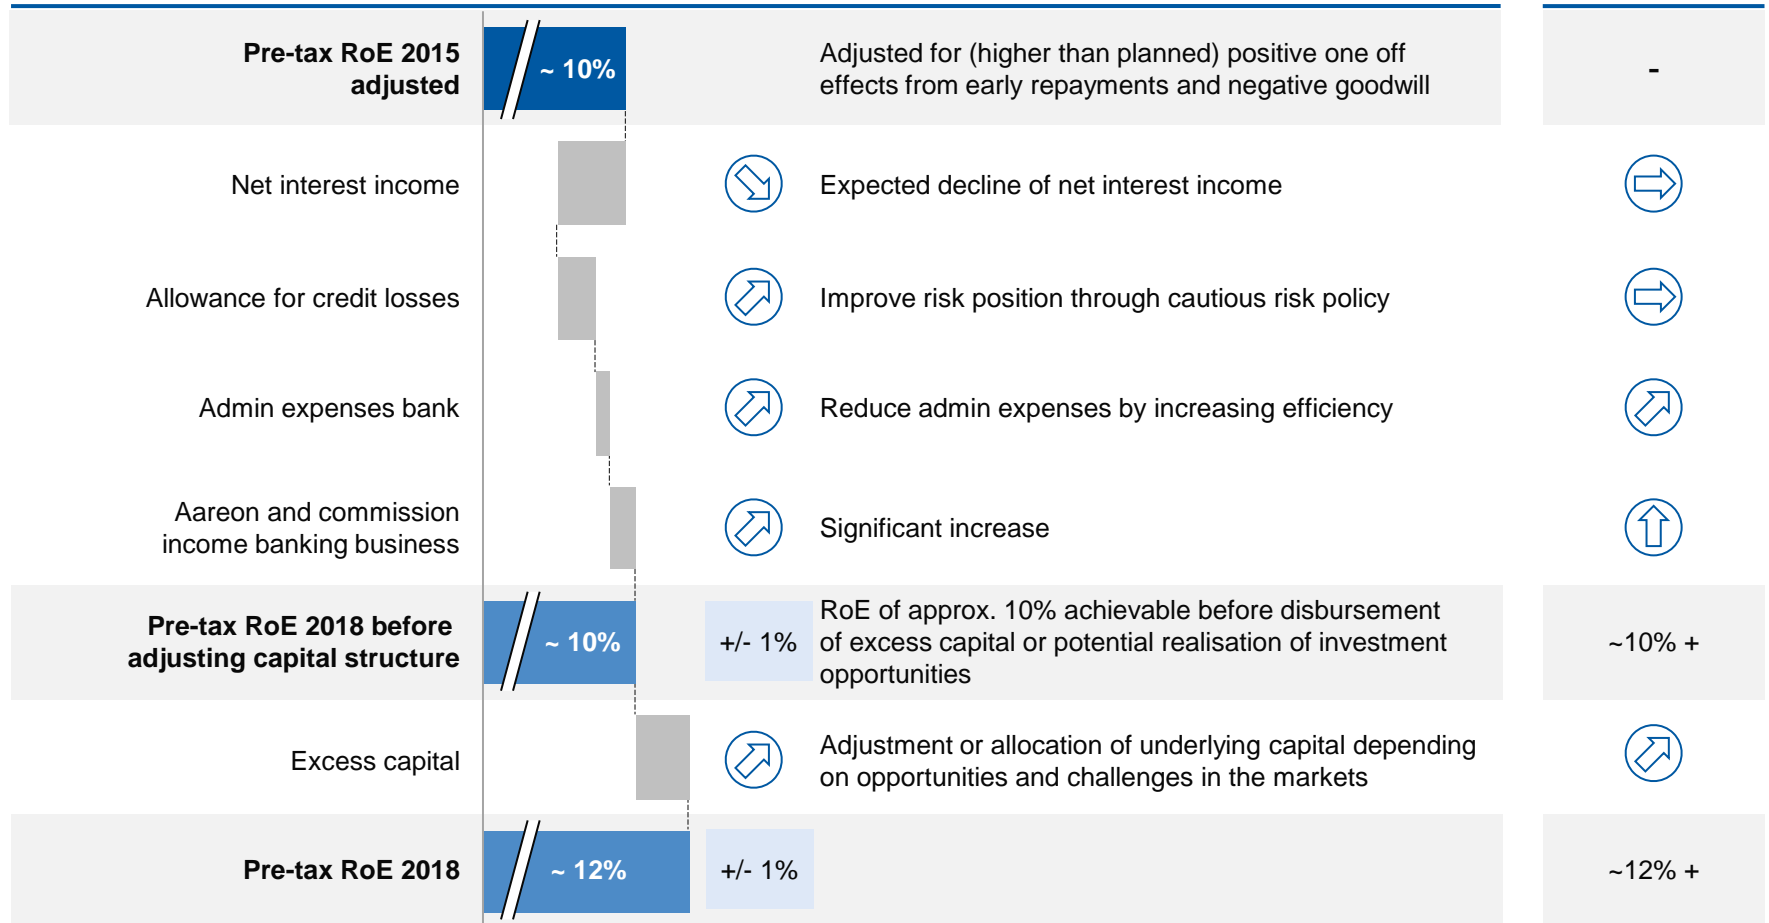 Pre-tax RoE 2015
adjusted
~ 10%
Adjusted for (higher than planned) positive one off
effects from early repayments and negative goodwill
-
Net interest income
Expected decline of net interest income
Allowance for credit losses
Improve risk position through cautious risk policy
Admin expenses bank
Reduce admin expenses by increasing efficiency
Aareon and commission
income banking business
Significant increase
Pre-tax RoE 2018 before
adjusting capital structure
~ 10%
+/- 1%
RoE of approx. 10% achievable before disbursement
of excess capital or potential realisation of investment
opportunities
~10% +
Excess capital
Adjustment or allocation of underlying capital depending
on opportunities and challenges in the markets
Pre-tax RoE 2018
~ 12%
+/- 1%
~12% +